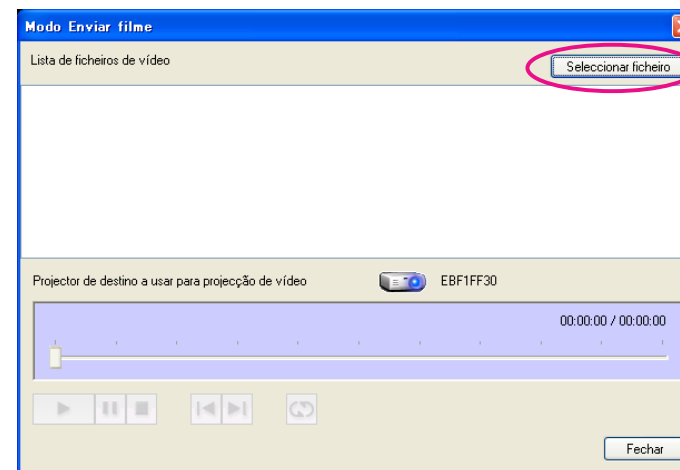 Modo Enviar filme
Lista de ficheiros de vídeo
Seleccionar ficheiro
Projector de destino a usar para projecção de vídeo
EBF1FF30
00:00:00 / 00:00:00
Fechar